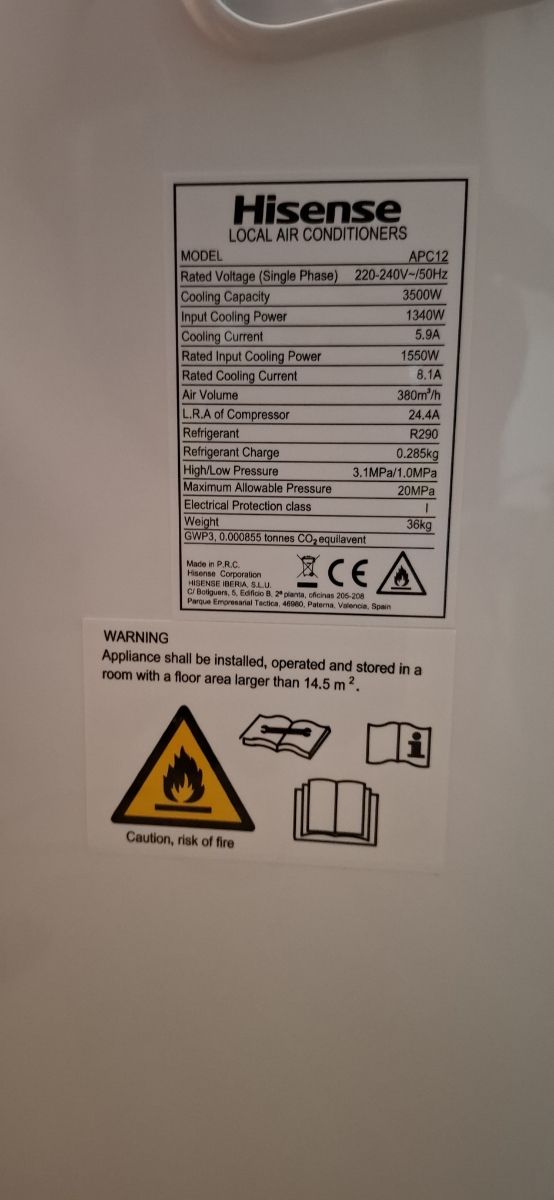 Hisense
LOCAL AIR CONDITIONERS
MODEL APC12
Rated Voltage (Single Phase) 220-240V~/50Hz
Cooling Capacity 3500W
Input Cooling Power 1340W
Cooling Current 5.9A
Rated Input Cooling Power 1550W
Rated Cooling Current 8.1A
Air Volume 380m³/h
L.R.A of Compressor 24.4A
Refrigerant R290
Refrigerant Charge 0.285kg
High/Low Pressure 3.1MPa/1.0MPa
Maximum Allowable Pressure 20MPa
Electrical Protection class I
Weight 36kg
GWP3, 0.000855 tonnes CO₂ equilavent
Made in P.R.C.
Hisense Corporation
HISENSE IBERIA, S.L.U.
C/ Botiguers, 5, Edificio B, 2ª planta, oficinas 205-208
Parque Empresarial Tactica, 46980, Paterna, Valencia, Spain
CE
WARNING
Appliance shall be installed, operated and stored in a
room with a floor area larger than 14.5 m².
Caution, risk of fire